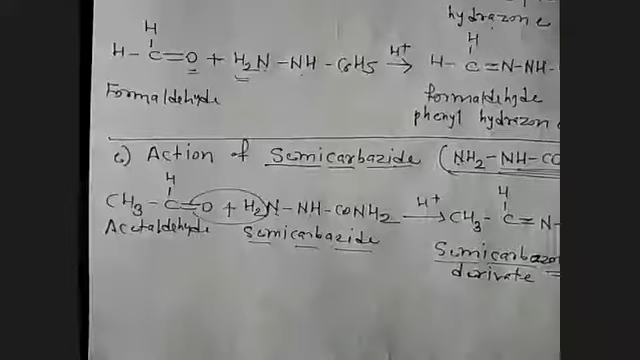 hydrazone
H H
H - C = O + H2N - NH - C6H5 H+ → H - C = N - NH -
Formaldehyde formaldehyde
phenyl hydrazone
c) Action of Semicarbazide (NH2 - NH - CO
H H
CH3 - C = O + H2N - NH - CONH2 H+ → CH3 - C = N -
Acetaldehyde Semicarbazide
Semicarbazon
derivate